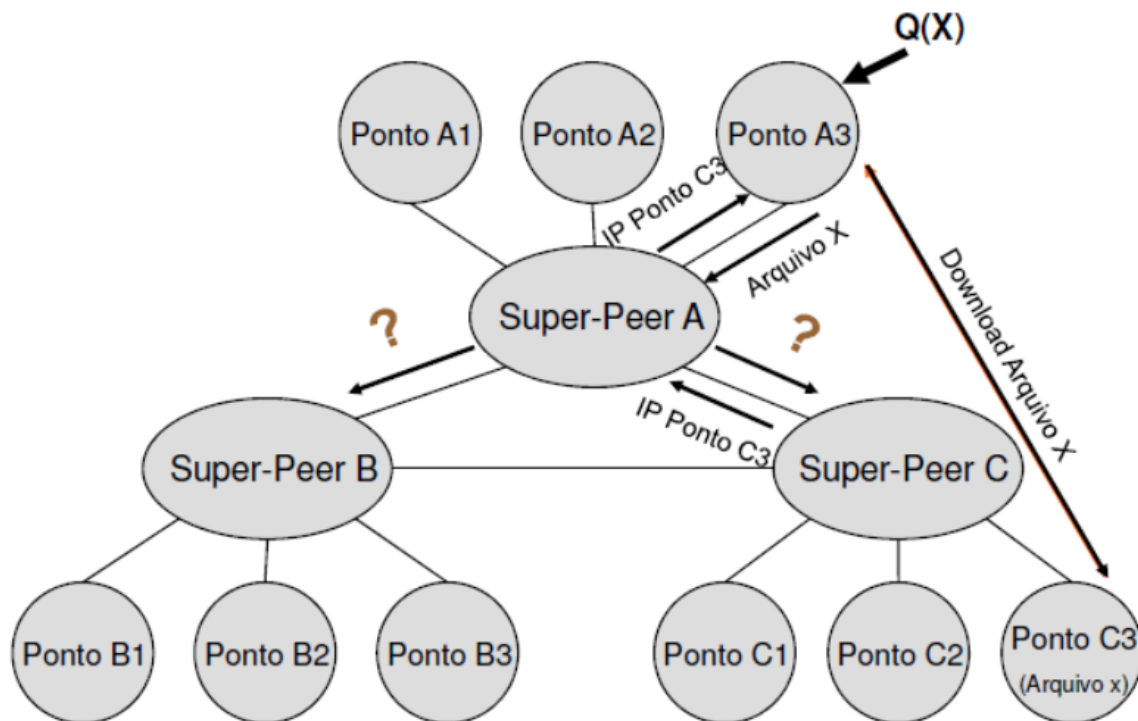 Q(X)
Ponto A1
Ponto A2
Ponto A3
IP Ponto C3
Arquivo X
Download Arquivo X
Super-Peer A
?
?
IP Ponto C3
Super-Peer B
Super-Peer C
Ponto B1
Ponto B2
Ponto B3
Ponto C1
Ponto C2
Ponto C3
(Arquivo x)